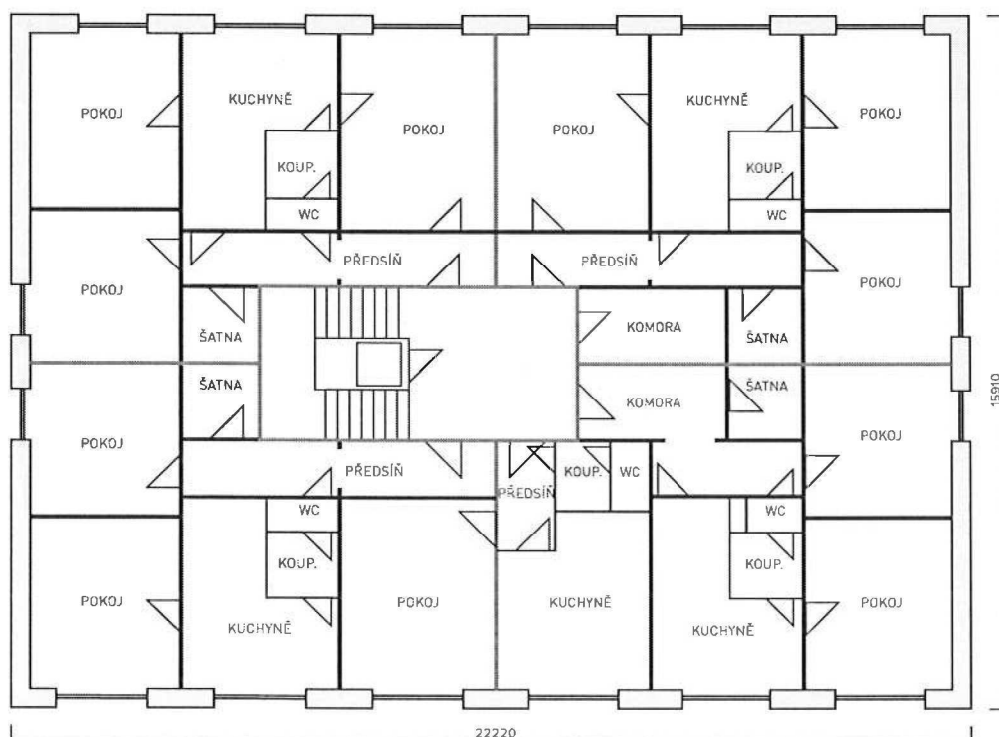 POKOJ
KUCHYNĚ
POKOJ
POKOJ
KUCHYNĚ
POKOJ
KOUP.
KOUP.
WC
WC
PŘEDSÍŇ
PŘEDSÍŇ
POKOJ
POKOJ
ŠATNA
KOMORA
ŠATNA
ŠATNA
KOMORA
ŠATNA
15910
POKOJ
POKOJ
PŘEDSÍŇ
KOUP.
WC
PŘEDSÍŇ
WC
WC
KOUP.
KOUP.
POKOJ
KUCHYNĚ
POKOJ
KUCHYNĚ
KUCHYNĚ
POKOJ
22220